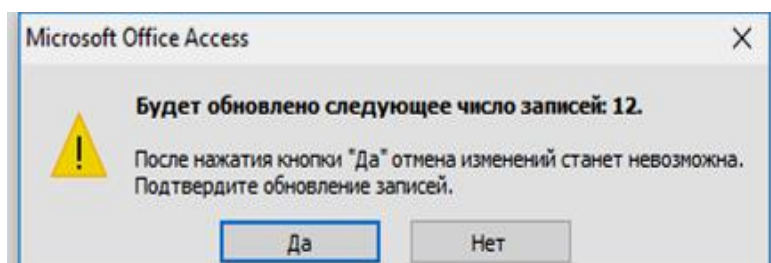 Microsoft Office Access
Будет обновлено следующее число записей: 12.
После нажатия кнопки "Да" отмена изменений станет невозможна.
Подтвердите обновление записей.
Да
Нет